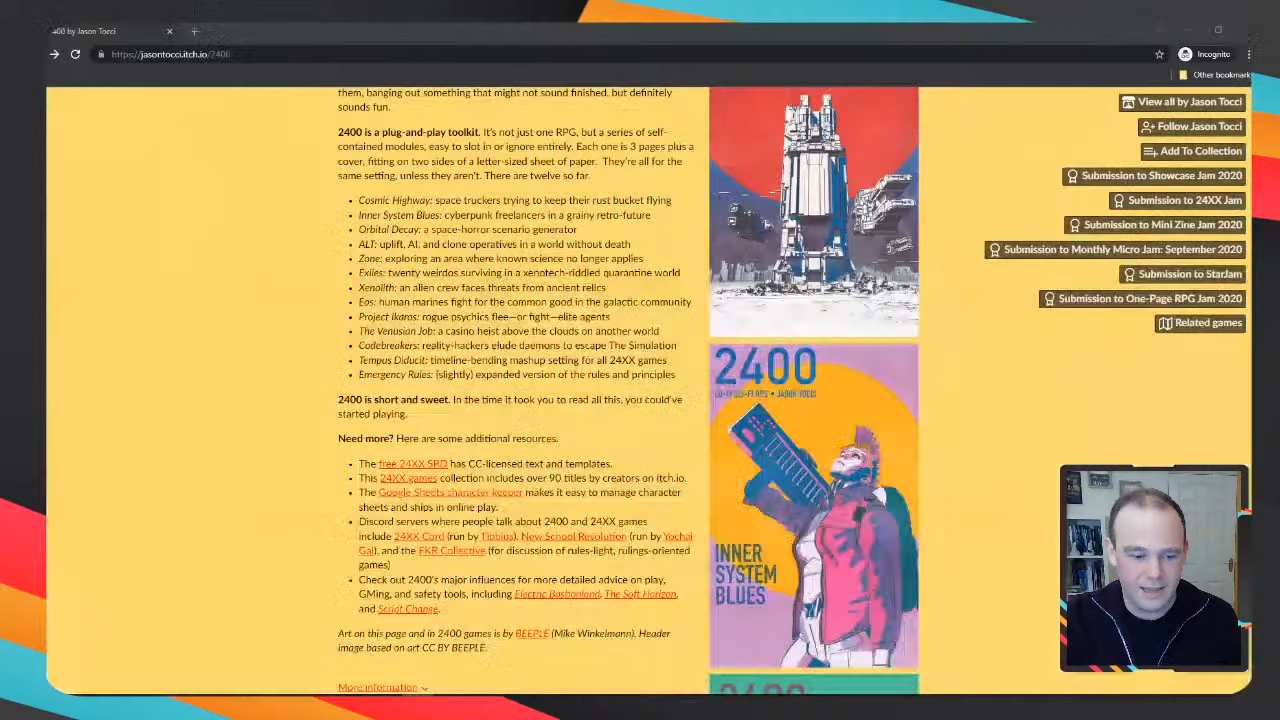 400 by Jason Tocci
https://jasontocci.itch.io/2400
Incognito
Other bookmark
them, banging out something that might not sound finished, but definitely
sounds fun.
2400 is a plug-and-play toolkit. It's not just one RPG, but a series of self-
contained modules, easy to slot in or ignore entirely. Each one is 3 pages plus a
cover, fitting on two sides of a letter-sized sheet of paper. They're all for the
same setting, unless they aren't. There are twelve so far.
Cosmic Highway: space truckers trying to keep their rust bucket flying
Inner System Blues: cyberpunk freelancers in a grainy retro-future
Orbital Decay: a space-horror scenario generator
ALT: uplift, AI, and clone operatives in a world without death
Zone: exploring an area where known science no longer applies
Exiles: twenty weirdos surviving in a xenotech-riddled quarantine world
Xenolith: an alien crew faces threats from ancient relics
Eos: human marines fight for the common good in the galactic community
Project Ikaros: rogue psychics flee—or fight—elite agents
The Venusian Job: a casino heist above the clouds on another world
Codebreakers: reality-hackers elude daemons to escape The Simulation
Tempus Diducit: timeline-bending mashup setting for all 24XX games
Emergency Rules: (slightly) expanded version of the rules and principles
2400 is short and sweet. In the time it took you to read all this, you could've
started playing.
Need more? Here are some additional resources.
The free 24XX SRD has CC-licensed text and templates.
This 24XX games collection includes over 90 titles by creators on itch.io.
The Google Sheets character keeper makes it easy to manage character
sheets and ships in online play.
Discord servers where people talk about 2400 and 24XX games
include 24XX Cord (run by Tibbius), New School Revolution (run by Yochai
Gal), and the FKR Collective (for discussion of rules-light, rulings-oriented
games)
Check out 2400's major influences for more detailed advice on play,
GMing, and safety tools, including Electric Bastionland, The Soft Horizon,
and Script Change.
Art on this page and in 2400 games is by BEEPLE (Mike Winkelmann). Header
image based on art CC BY BEEPLE.
More information
2400
LO-FI SCI-FI RPG • JASON TOCCI
INNER
SYSTEM
BLUES
2400
View all by Jason Tocci
Follow Jason Tocci
Add To Collection
Submission to Showcase Jam 2020
Submission to 24XX Jam
Submission to Mini Zine Jam 2020
Submission to Monthly Micro Jam: September 2020
Submission to StarJam
Submission to One-Page RPG Jam 2020
Related games